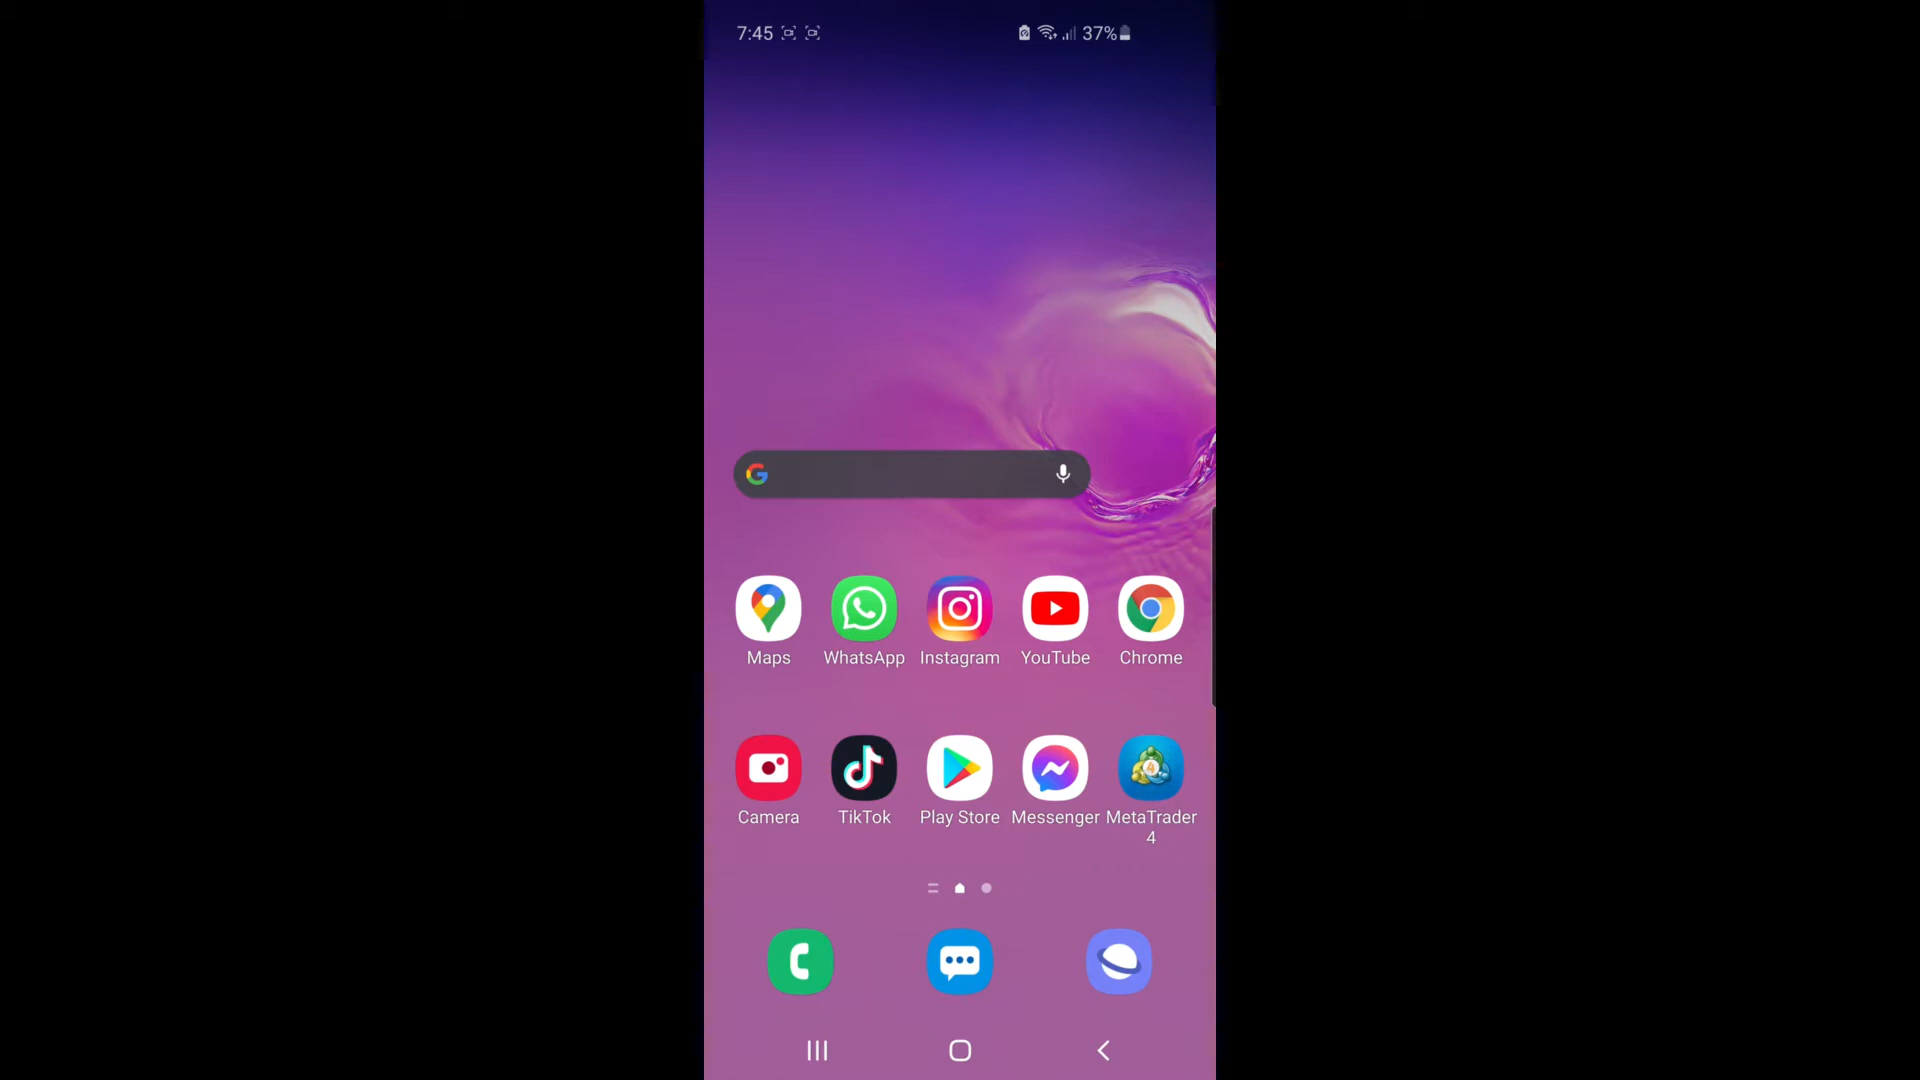 7:45
37%
Maps
WhatsApp
Instagram
YouTube
Chrome
Camera
TikTok
Play Store
Messenger
MetaTrader
4